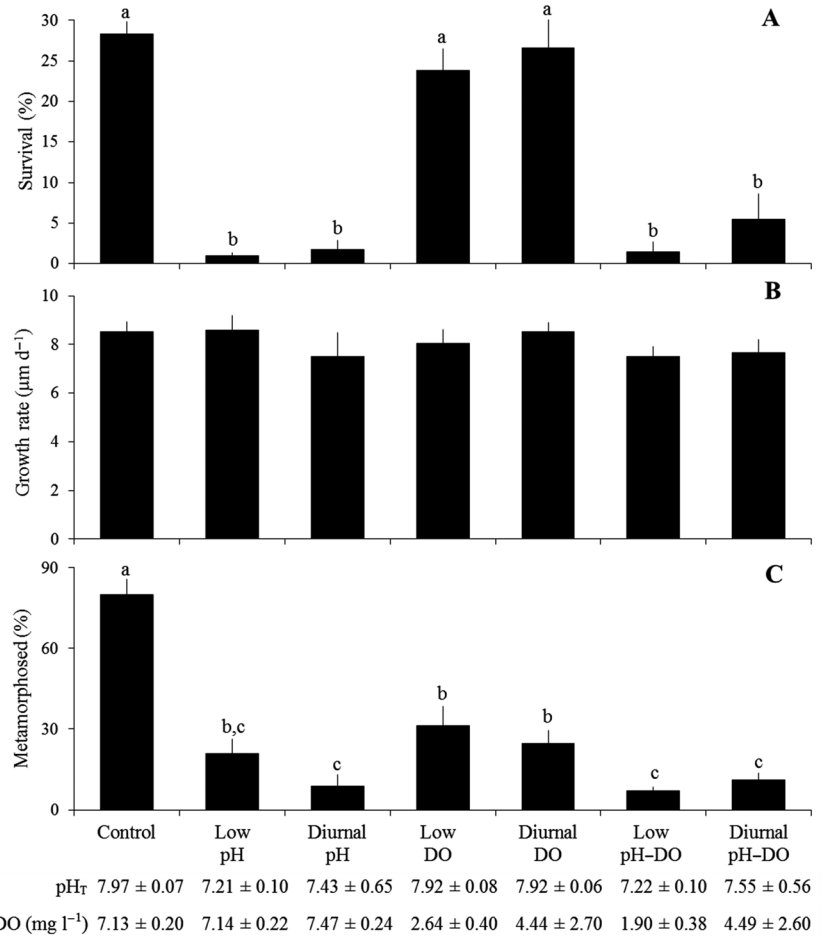 30
25
20
15
10
5
0
Survival (%)
A
a
b
b
a
a
b
b
10
8
6
4
2
0
Growth rate (μm d⁻¹)
B
90
60
30
0
Metamorphosed (%)
C
a
b,c
c
b
b
c
c
Control Low Diurnal Low Diurnal Low Diurnal
pH pH DO DO pH–DO pH–DO
pHT 7.97 ± 0.07 7.21 ± 0.10 7.43 ± 0.65 7.92 ± 0.08 7.92 ± 0.06 7.22 ± 0.10 7.55 ± 0.56
DO (mg l⁻¹) 7.13 ± 0.20 7.14 ± 0.22 7.47 ± 0.24 2.64 ± 0.40 4.44 ± 2.70 1.90 ± 0.38 4.49 ± 2.60